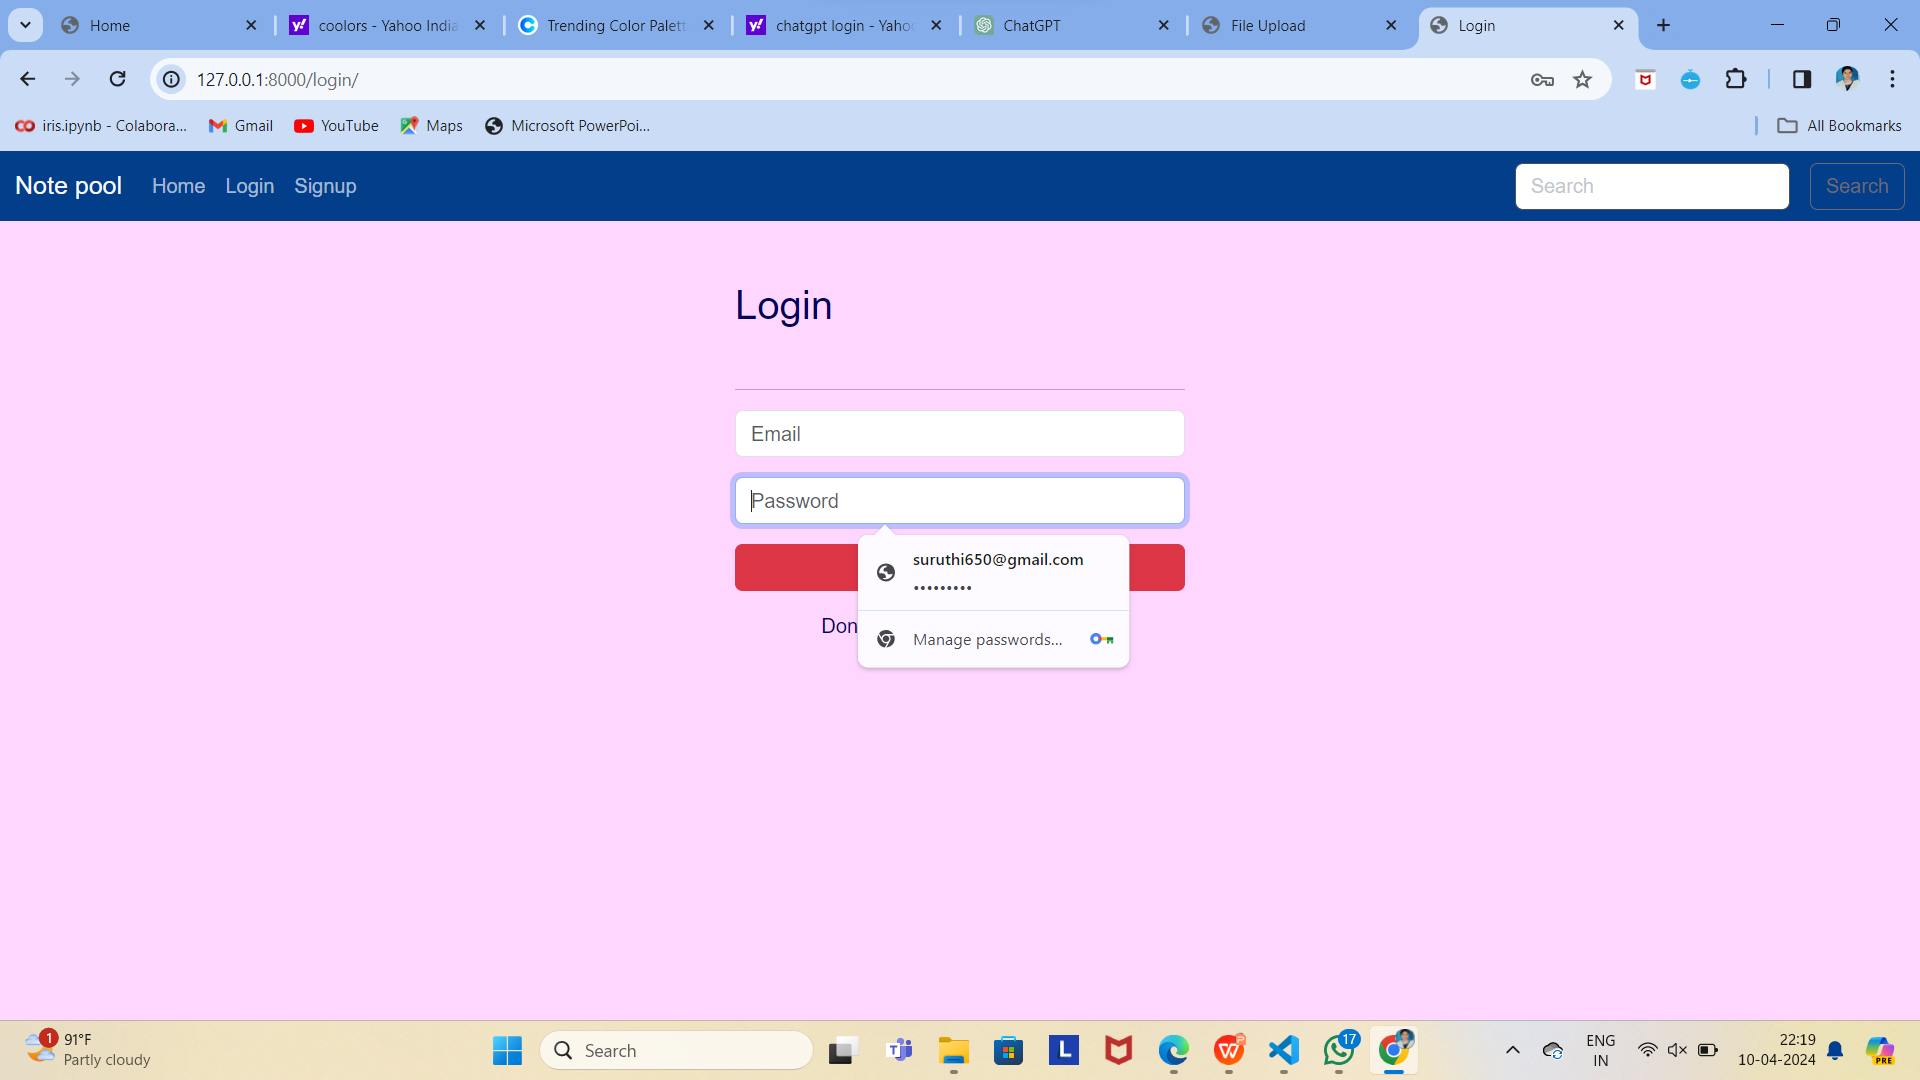 Home
coolors - Yahoo India
Trending Color Palett
chatgpt login - Yahoo
ChatGPT
File Upload
Login
127.0.0.1:8000/login/
iris.ipynb - Colabora...
Gmail
YouTube
Maps
Microsoft PowerPoi...
All Bookmarks
Note pool
Home
Login
Signup
Search
Search
Login
Email
Password
suruthi650@gmail.com
•••••••••
Don
Manage passwords...
1
91°F
Partly cloudy
Search
L
17
ENG
IN
22:19
10-04-2024
PRE